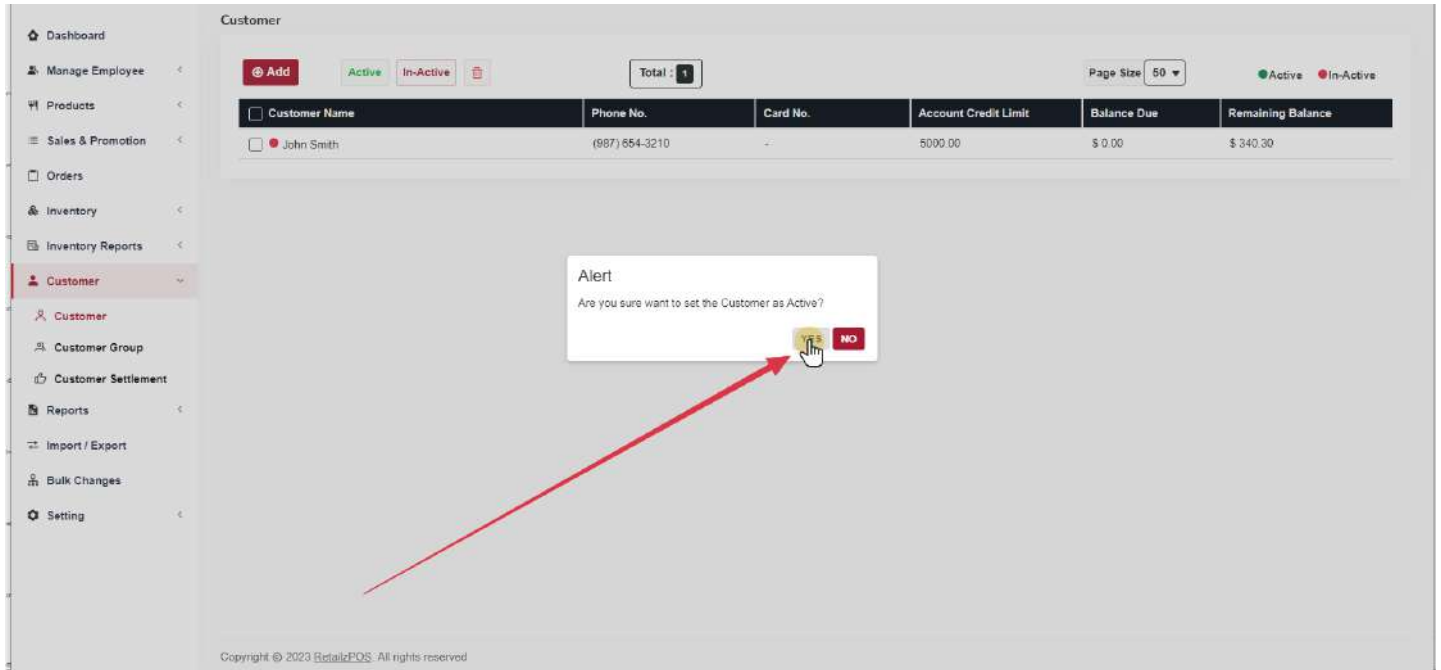 Customer
Dashboard
Manage Employee
Products
Sales & Promotion
Orders
Inventory
Inventory Reports
Customer
Customer
Customer Group
Customer Settlement
Reports
Import / Export
Bulk Changes
Setting
Add Active In-Active Total : 1 Page Size 50 Active In-Active
Customer Name Phone No. Card No. Account Credit Limit Balance Due Remaining Balance
John Smith (987) 654-3210 - 5000.00 $ 0.00 $ 340.30
Alert
Are you sure want to set the Customer as Active?
YES NO
Copyright © 2023 RetailzPOS. All rights reserved